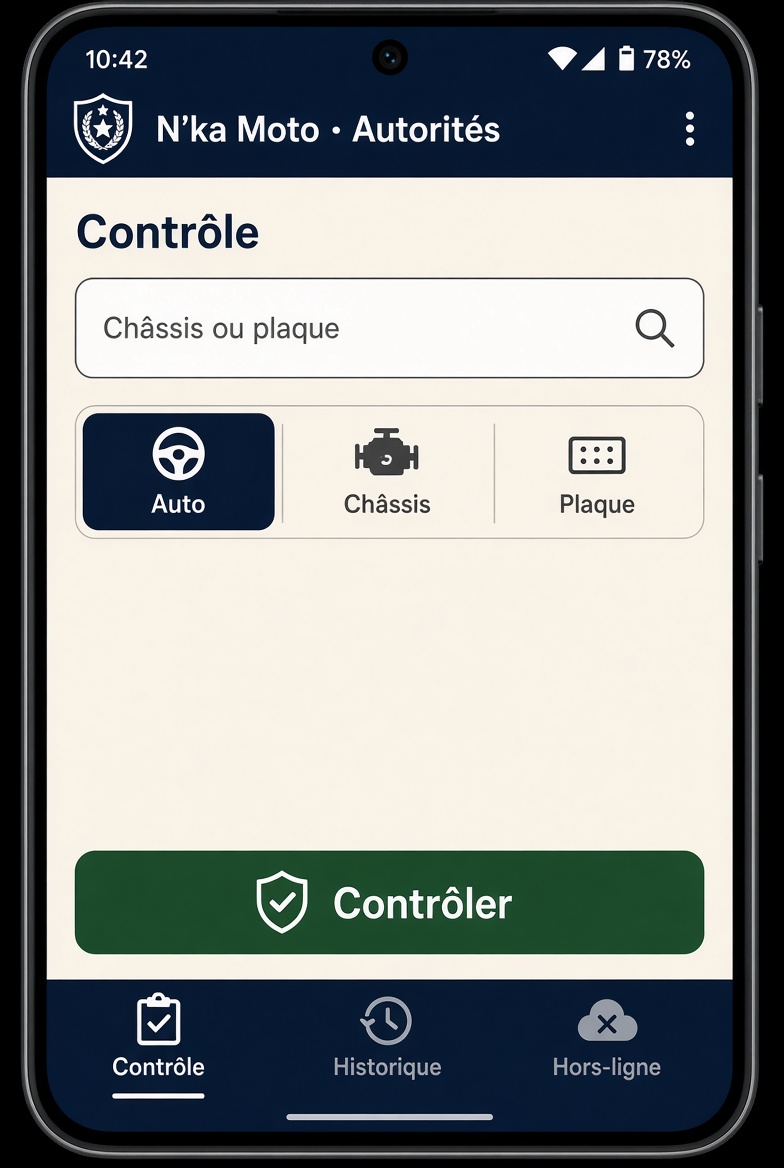 10:42 78%
N’ka Moto • Autorités
Contrôle
Châssis ou plaque
Auto Châssis Plaque
Contrôler
Contrôle Historique Hors-ligne